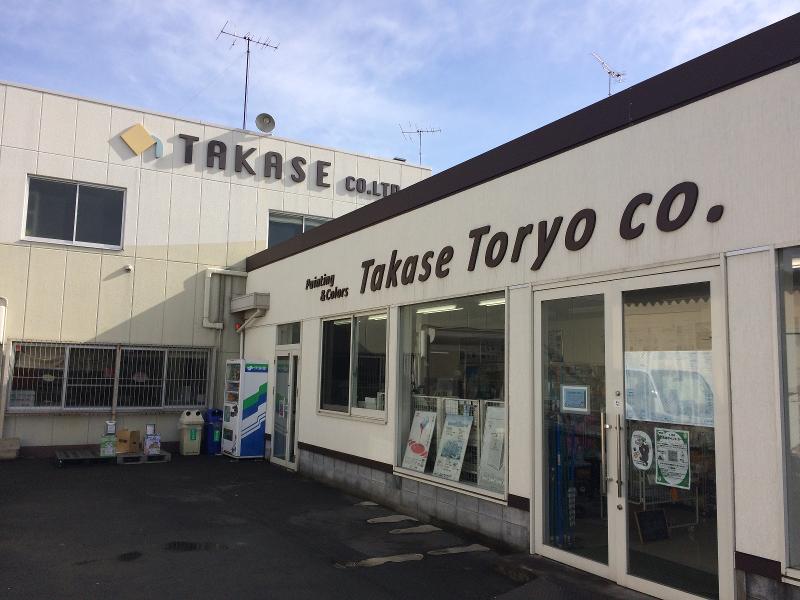 TAKASE CO.LTD
Painting
&Colors
Takase Toryo co.